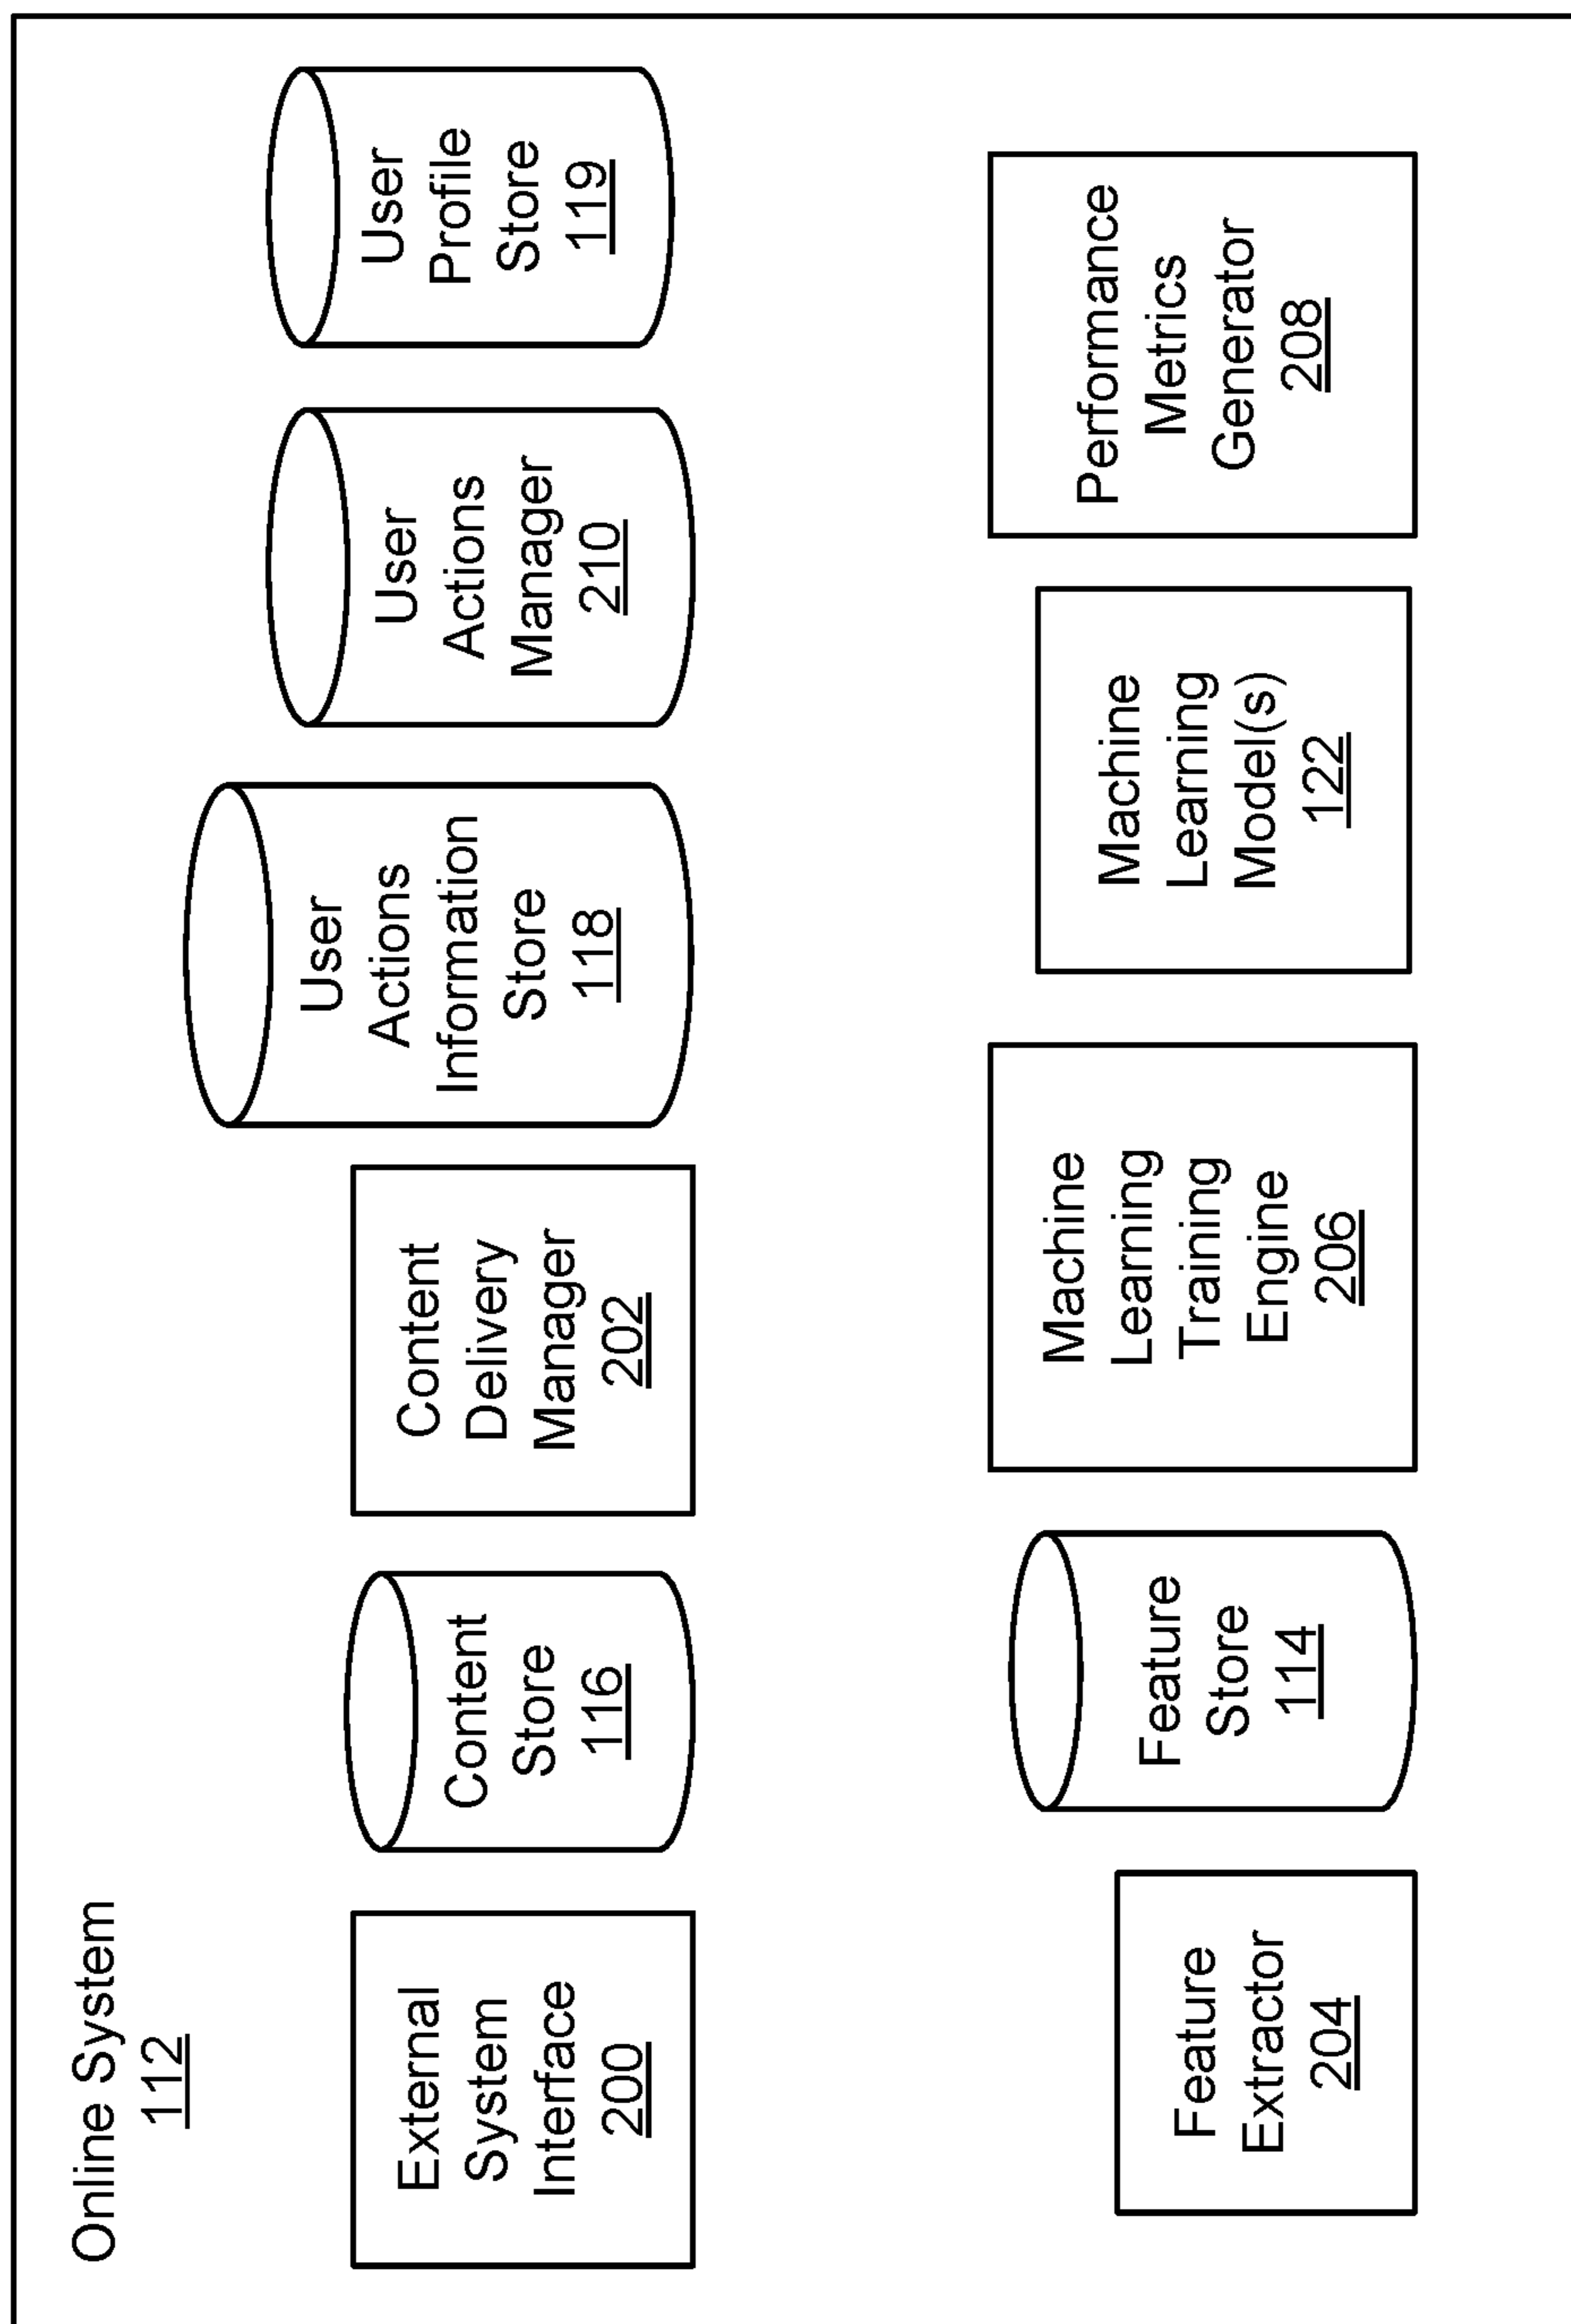 Online System
112
External
System
Interface
200
Content
Store
116
Content
Delivery
Manager
202
User
Actions
Information
Store
118
User
Actions
Manager
210
User
Profile
Store
119
Feature
Extractor
204
Feature
Store
114
Machine
Learning
Training
Engine
206
Machine
Learning
Model(s)
122
Performance
Metrics
Generator
208